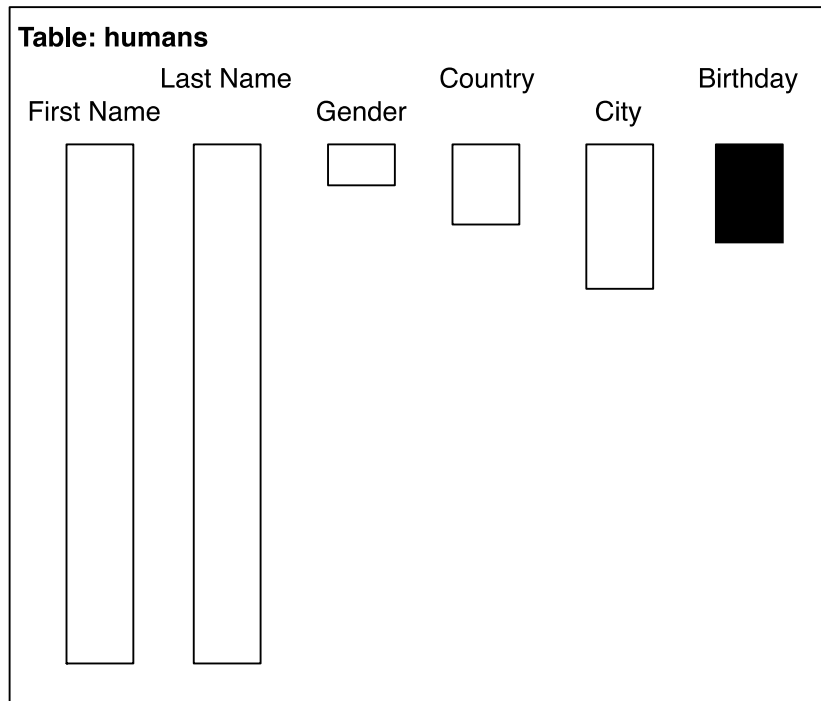 Table: humans
First Name
Last Name
Gender
Country
City
Birthday